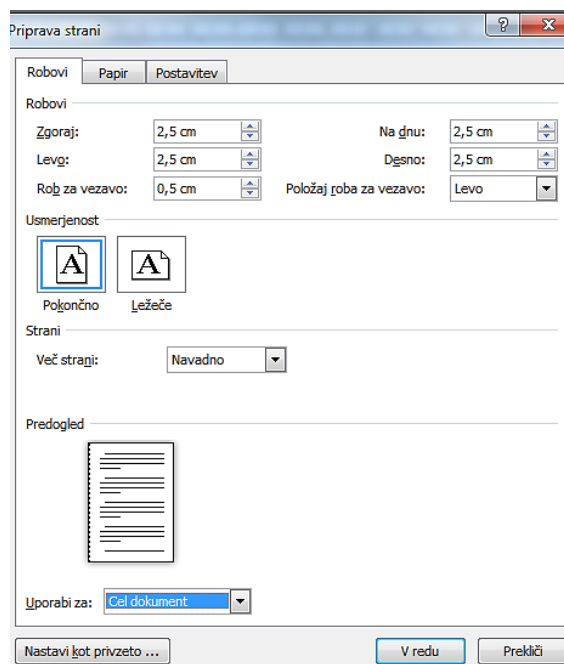 Priprava strani
?
X
Robovi Papir Postavitev
Robovi
Zgoraj: 2,5 cm Na dnu: 2,5 cm
Levo: 2,5 cm Desno: 2,5 cm
Rob za vezavo: 0,5 cm Položaj roba za vezavo: Levo
Usmerjenost
A A
Pokončno Ležeče
Strani
Več strani: Navadno
Predogled
Uporabi za: Cel dokument
Nastavi kot privzeto ... V redu Prekliči